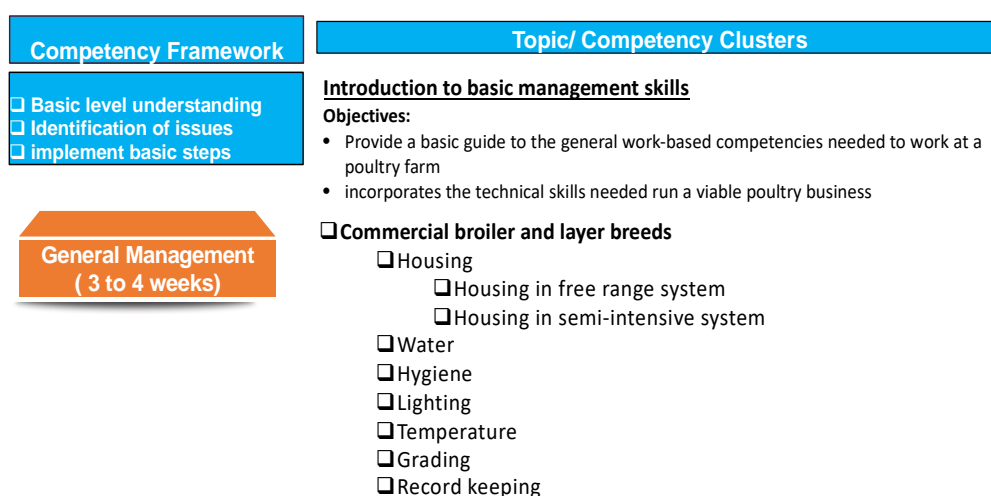 Competency Framework
❑ Basic level understanding
❑ Identification of issues
❑ implement basic steps
General Management
( 3 to 4 weeks)
Topic/ Competency Clusters
Introduction to basic management skills
Objectives:
• Provide a basic guide to the general work-based competencies needed to work at a
poultry farm
• incorporates the technical skills needed run a viable poultry business
❑Commercial broiler and layer breeds
❑Housing
❑Housing in free range system
❑Housing in semi-intensive system
❑Water
❑Hygiene
❑Lighting
❑Temperature
❑Grading
❑Record keeping